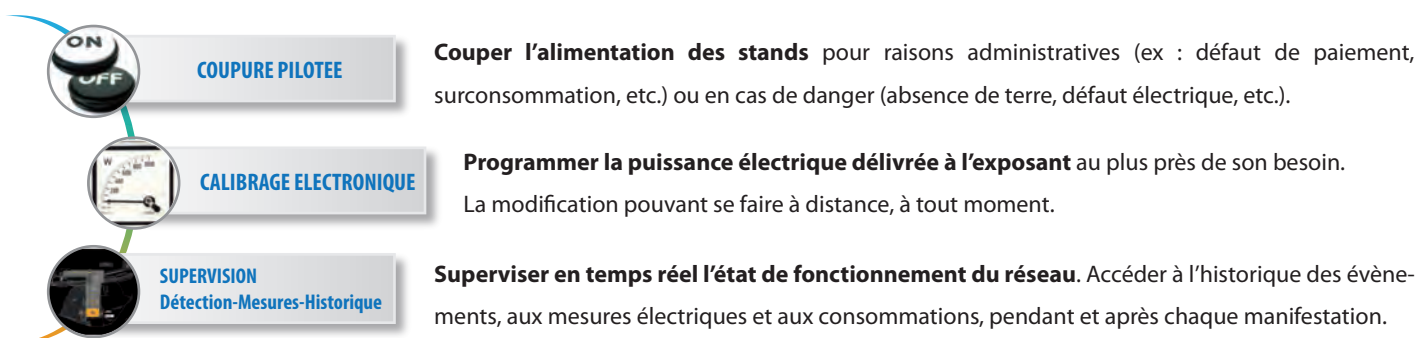 ON
OFF
COUPURE PILOTEE
Couper l’alimentation des stands pour raisons administratives (ex : défaut de paiement,
surconsommation, etc.) ou en cas de danger (absence de terre, défaut électrique, etc.).
W
CALIBRAGE ELECTRONIQUE
Programmer la puissance électrique délivrée à l’exposant au plus près de son besoin.
La modification pouvant se faire à distance, à tout moment.
SUPERVISION
Détection-Mesures-Historique
Superviser en temps réel l’état de fonctionnement du réseau. Accéder à l’historique des évène-
ments, aux mesures électriques et aux consommations, pendant et après chaque manifestation.